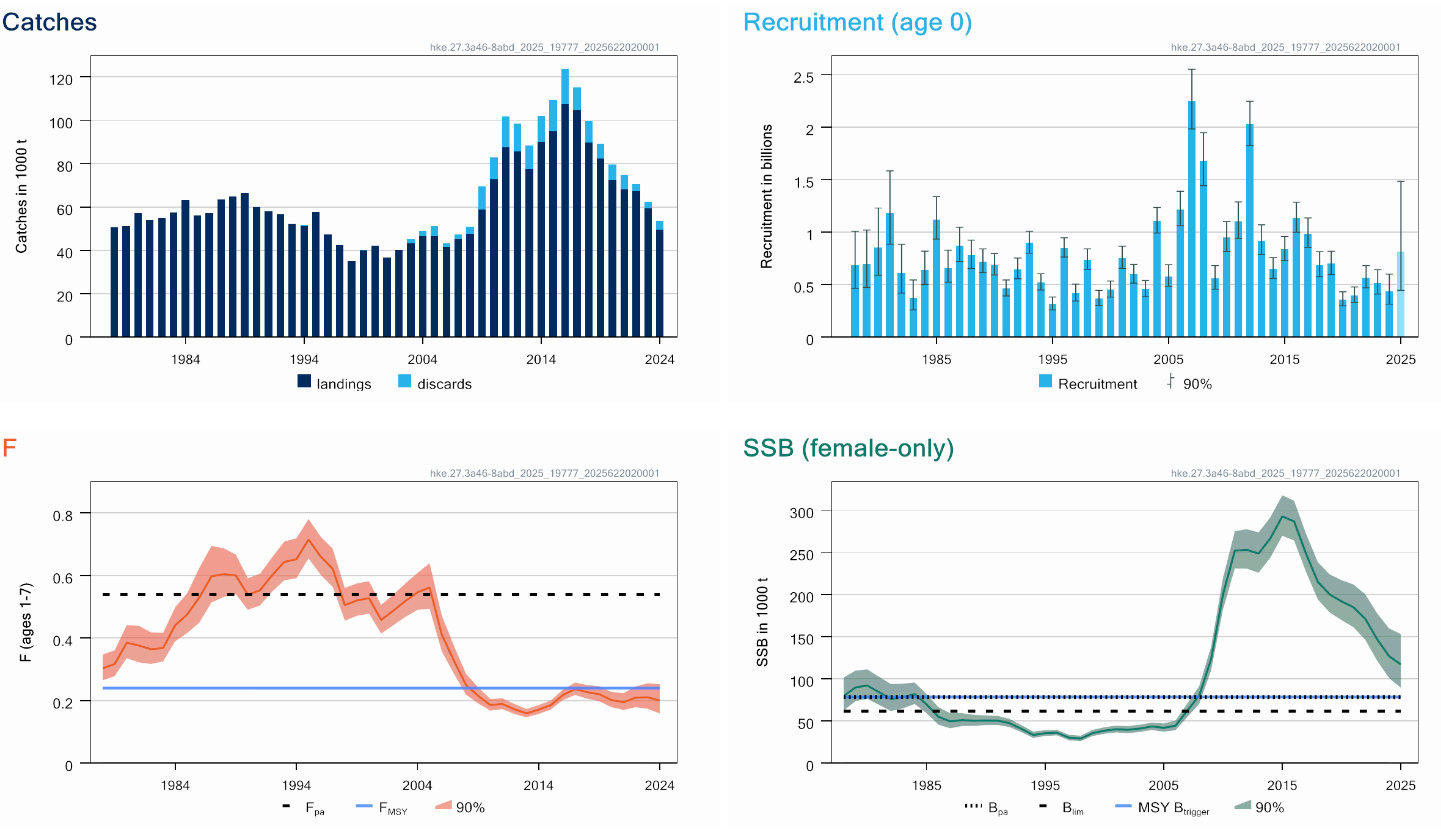 Catches
hke.27.3a46-8abd_2025_19777_2025622020001
Catches in 1000 t
120
100
80
60
40
20
0
1984 1994 2004 2014 2024
landings discards
Recruitment (age 0)
hke.27.3a46-8abd_2025_19777_2025622020001
Recruitment in billions
2.5
2
1.5
1
0.5
0
1985 1995 2005 2015 2025
Recruitment 90%
F
hke.27.3a46-8abd_2025_19777_2025622020001
F (ages 1-7)
0.8
0.6
0.4
0.2
0
1984 1994 2004 2014 2024
Fpa FMSY 90%
SSB (female-only)
hke.27.3a46-8abd_2025_19777_2025622020001
SSB in 1000 t
300
250
200
150
100
50
0
1985 1995 2005 2015 2025
Bpa Blim MSY Btrigger 90%